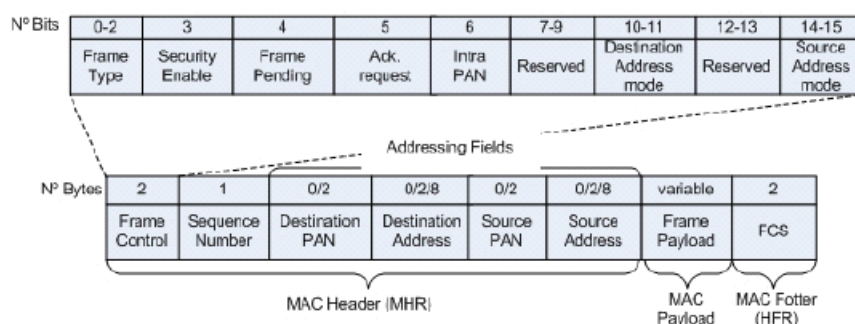 Nº Bits 0-2 3 4 5 6 7-9 10-11 12-13 14-15
Frame Type Security Enable Frame Pending Ack. request Intra PAN Reserved Destination Address mode Reserved Source Address mode
Addressing Fields
Nº Bytes 2 1 0/2 0/2/8 0/2 0/2/8 variable 2
Frame Control Sequence Number Destination PAN Destination Address Source PAN Source Address Frame Payload FCS
MAC Header (MHR) MAC Payload MAC Fotter (HFR)